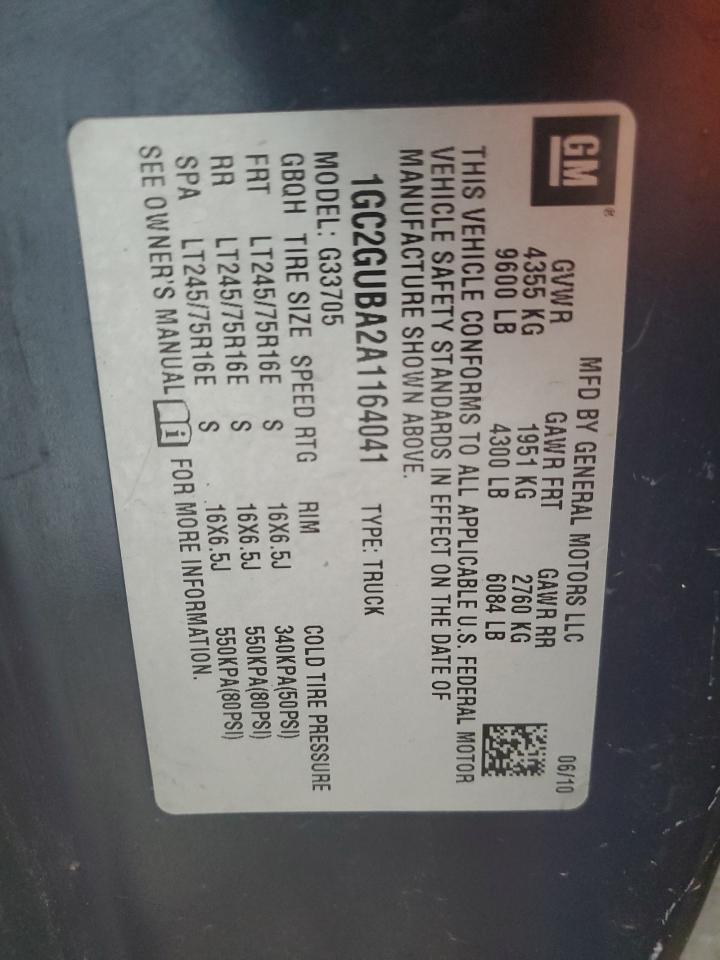 GM®
MFD BY GENERAL MOTORS LLC 06/10
GVWR GAWR FRT GAWR RR
4355 KG 1951 KG 2760 KG
9600 LB 4300 LB 6084 LB
THIS VEHICLE CONFORMS TO ALL APPLICABLE U.S. FEDERAL MOTOR
VEHICLE SAFETY STANDARDS IN EFFECT ON THE DATE OF
MANUFACTURE SHOWN ABOVE.
1GC2GUBA2A1164041 TYPE: TRUCK
MODEL: G33705
GBQH TIRE SIZE SPEED RTG RIM COLD TIRE PRESSURE
FRT LT245/75R16E S 16X6.5J 340KPA(50PSI)
RR LT245/75R16E S 16X6.5J 550KPA(80PSI)
SPA LT245/75R16E S 16X6.5J 550KPA(80PSI)
SEE OWNER'S MANUAL i FOR MORE INFORMATION.